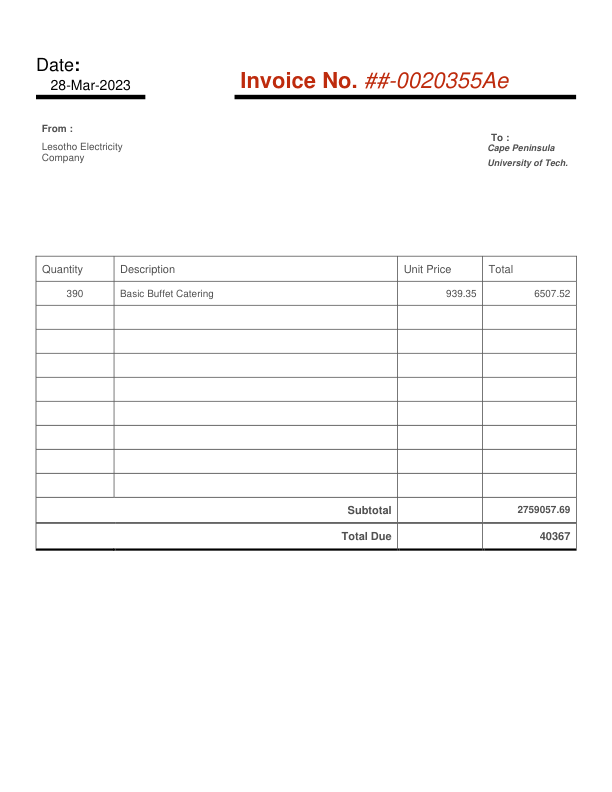 Date:
28-Mar-2023
Invoice No. ##-0020355Ae
From :
Lesotho Electricity
Company
To :
Cape Peninsula
University of Tech.
Quantity Description Unit Price Total
390 Basic Buffet Catering 939.35 6507.52
Subtotal 2759057.69
Total Due 40367